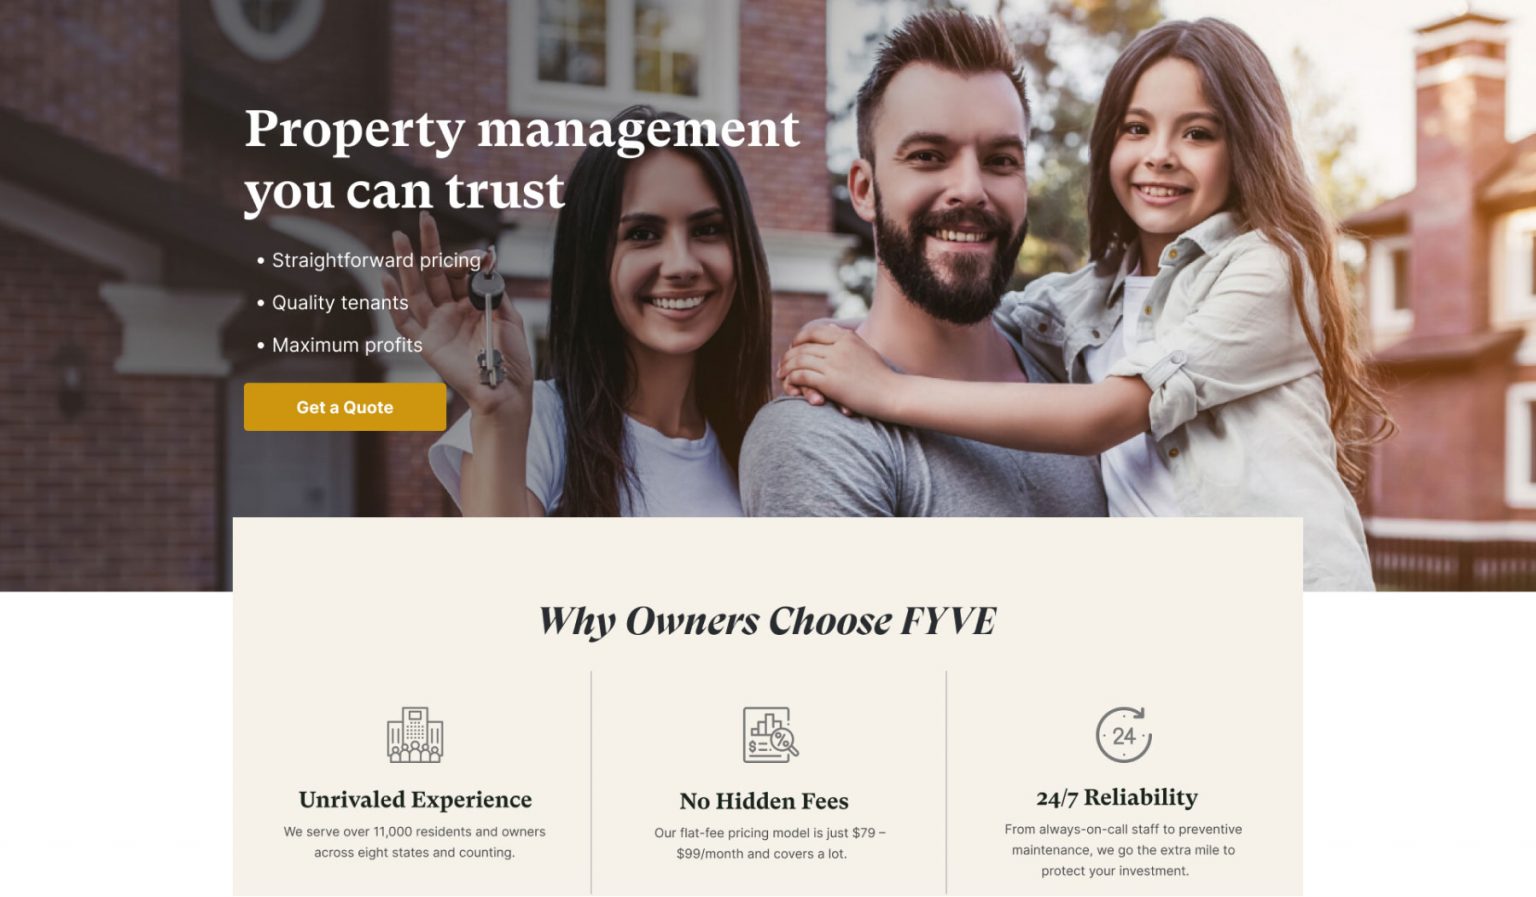 Property management
you can trust
• Straightforward pricing
• Quality tenants
• Maximum profits
Get a Quote
Why Owners Choose FYVE
24
Unrivaled Experience
We serve over 11,000 residents and owners
across eight states and counting.
$ %
No Hidden Fees
Our flat-fee pricing model is just $79 –
$99/month and covers a lot.
24/7 Reliability
From always-on-call staff to preventive
maintenance, we go the extra mile to
protect your investment.